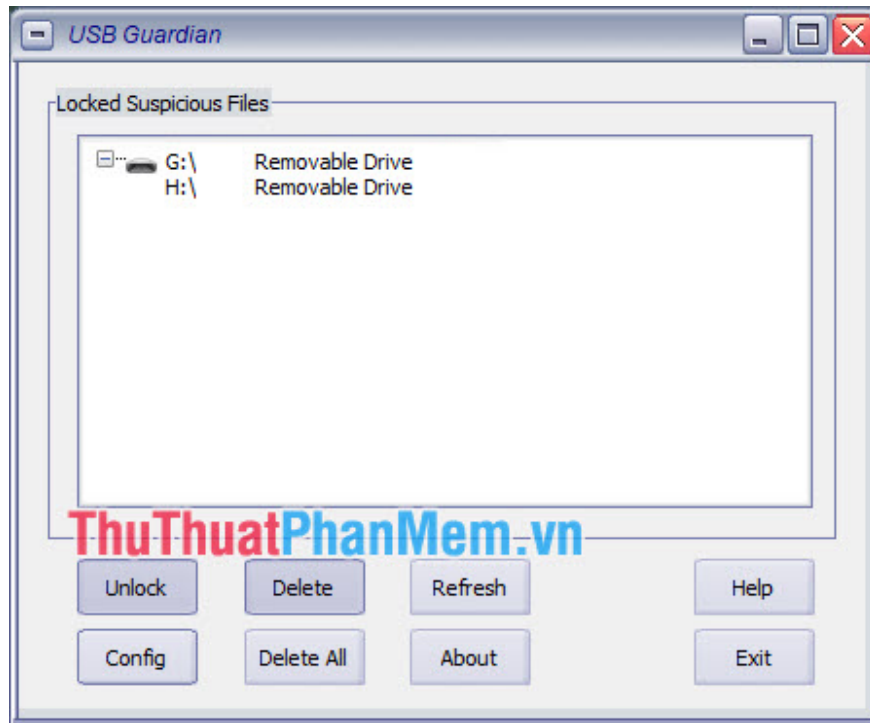 USB Guardian
Locked Suspicious Files
G:\ Removable Drive
H:\ Removable Drive
ThuThuatPhanMem.vn
Unlock Delete Refresh Help
Config Delete All About Exit